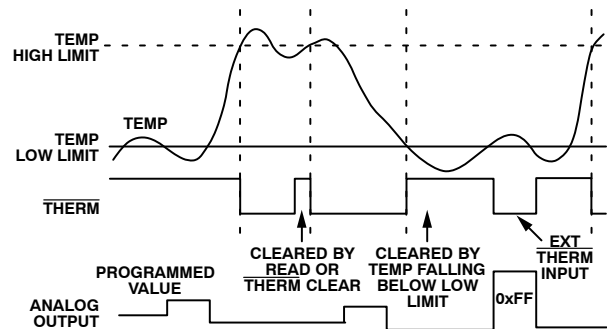 TEMP
HIGH LIMIT
TEMP
TEMP
LOW LIMIT
THERM
CLEARED BY
READ OR
THERM CLEAR
CLEARED BY
TEMP FALLING
BELOW LOW
LIMIT
EXT
THERM
INPUT
PROGRAMMED
VALUE
0xFF
ANALOG
OUTPUT